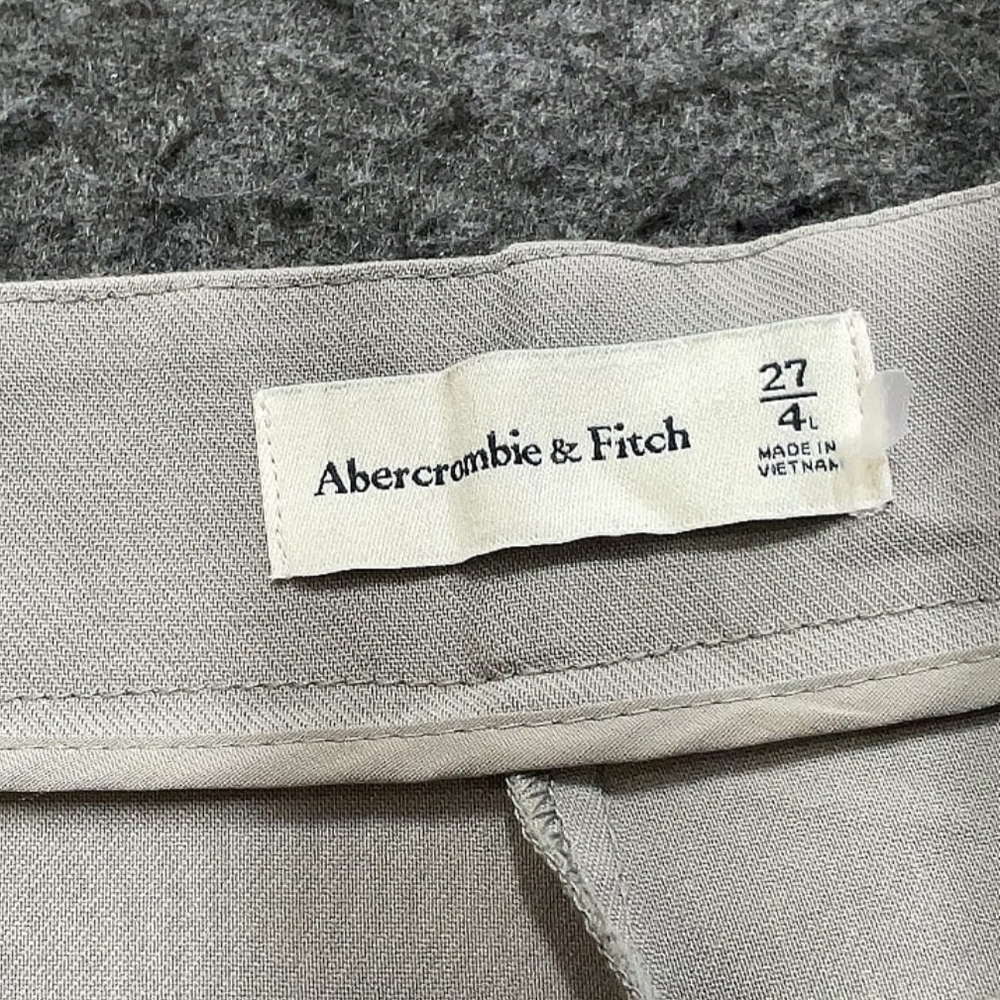 Abercrombie & Fitch
27
4L
MADE IN
VIETNAM